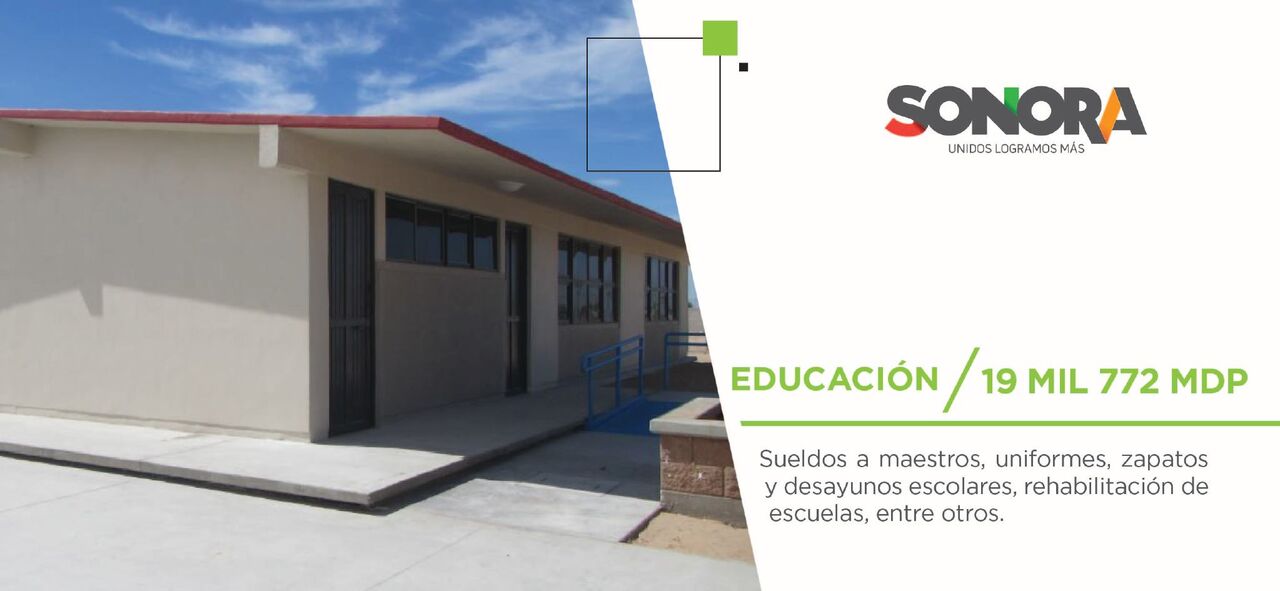 SONORA
UNIDOS LOGRAMOS MÁS
EDUCACIÓN / 19 MIL 772 MDP
Sueldos a maestros, uniformes, zapatos
y desayunos escolares, rehabilitación de
escuelas, entre otros.